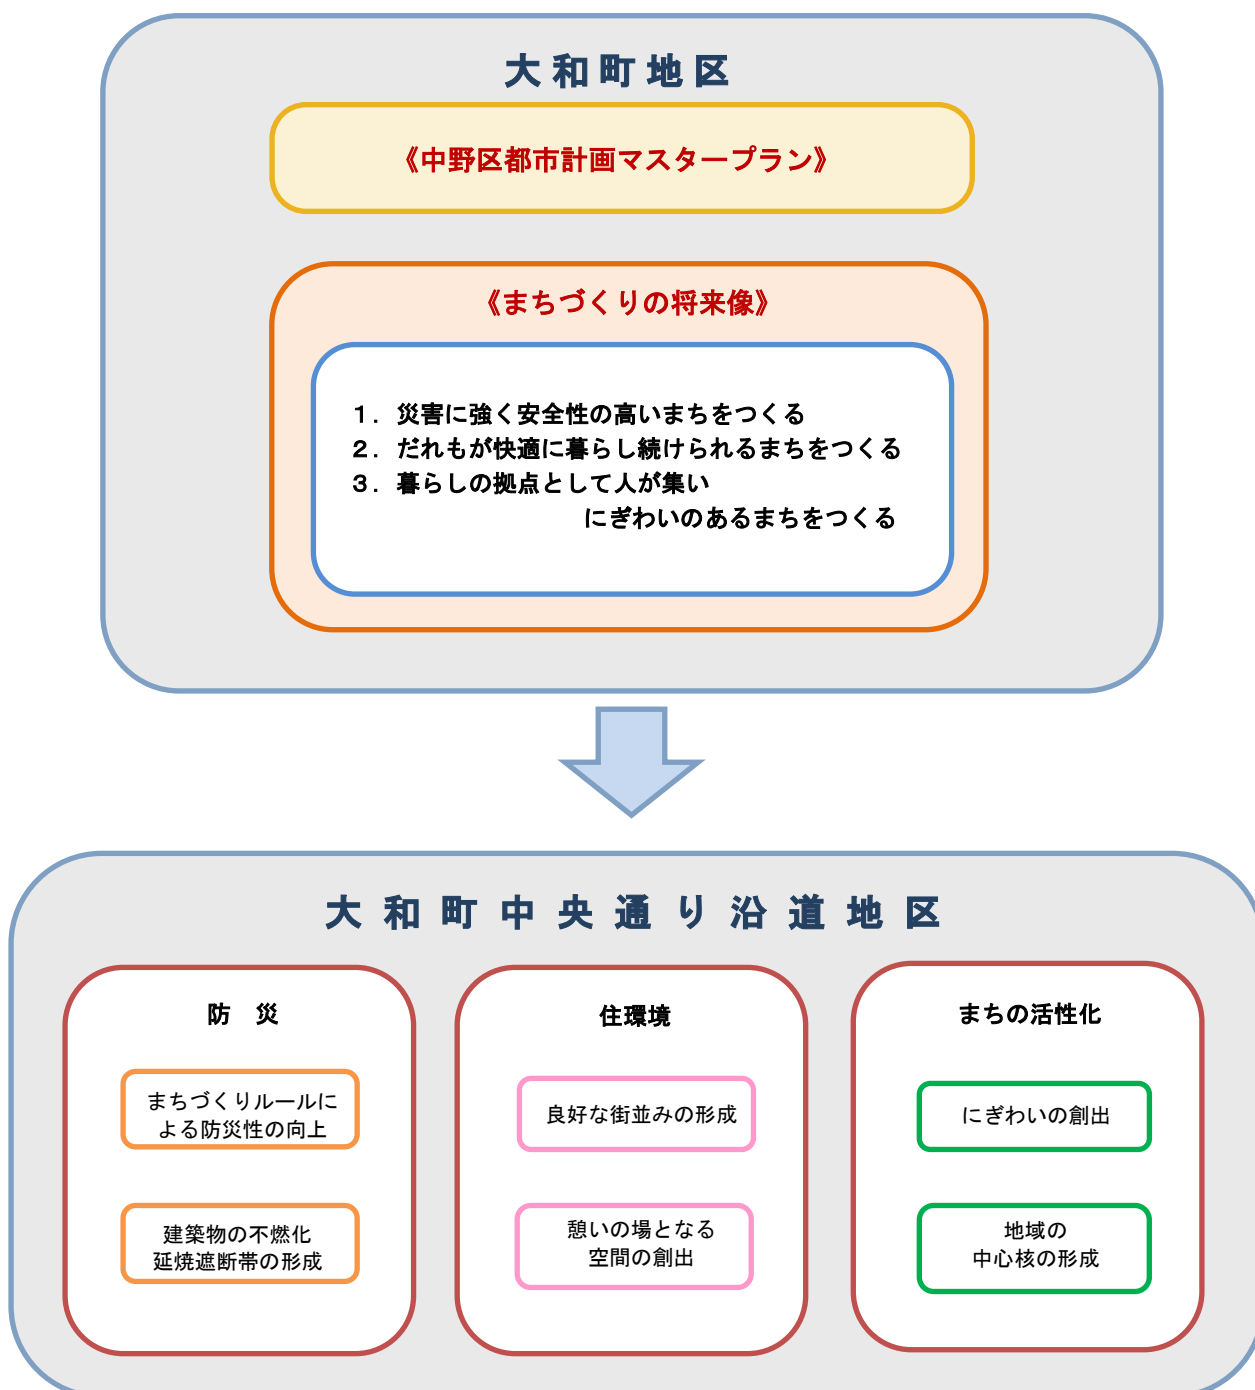 大和町地区
《中野区都市計画マスタープラン》
《まちづくりの将来像》
１．災害に強く安全性の高いまちをつくる
２．だれもが快適に暮らし続けられるまちをつくる
３．暮らしの拠点として人が集い
にぎわいのあるまちをつくる
大和町中央通り沿道地区
防　災
まちづくりルールに
よる防災性の向上
建築物の不燃化
延焼遮断帯の形成
住環境
良好な街並みの形成
憩いの場となる
空間の創出
まちの活性化
にぎわいの創出
地域の
中心核の形成